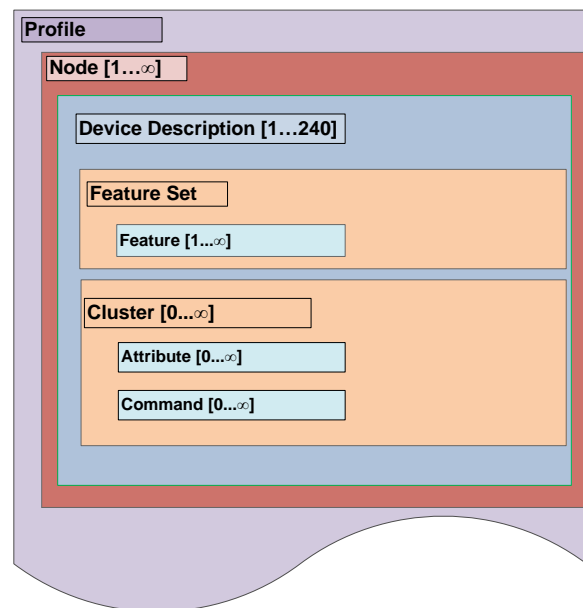 Profile
Node [1…∞]
Device Description [1…240]
Feature Set
Feature [1...∞]
Cluster [0...∞]
Attribute [0...∞]
Command [0...∞]